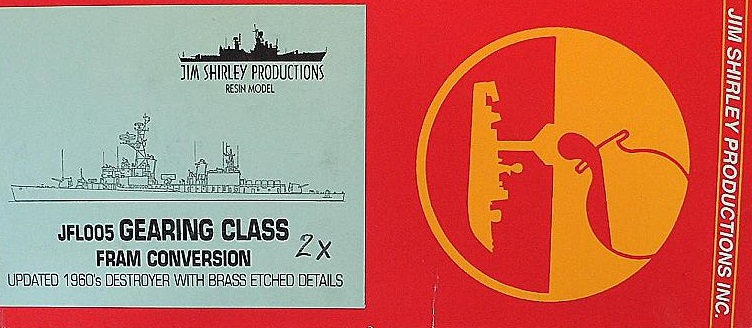 JIM SHIRLEY PRODUCTIONS
RESIN MODEL
JFL005 GEARING CLASS
2x
FRAM CONVERSION
UPDATED 1960's DESTROYER WITH BRASS ETCHED DETAILS
JIM SHIRLEY PRODUCTIONS INC.